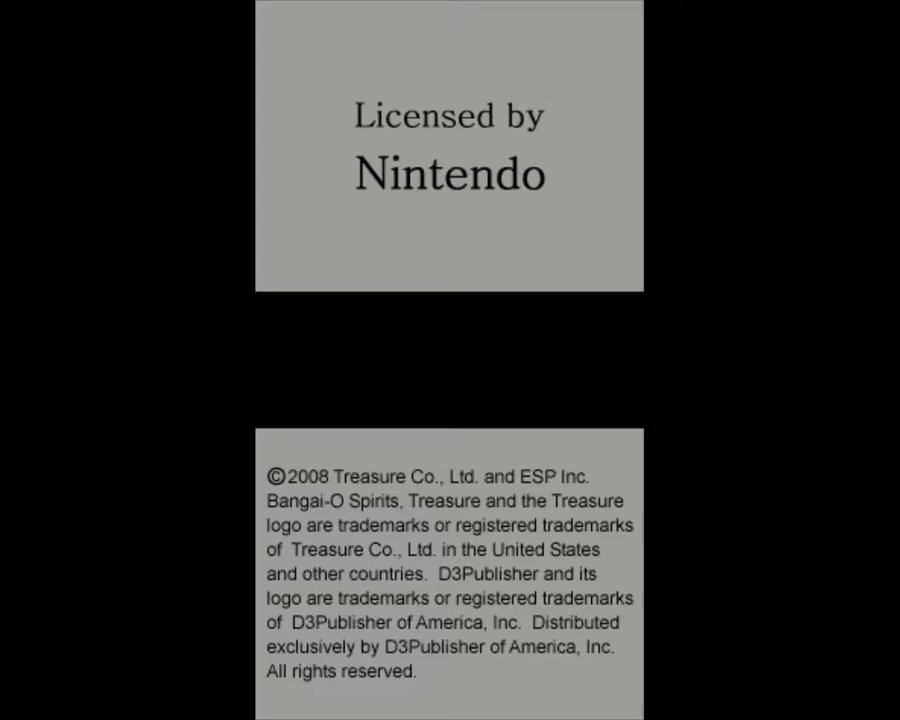 Licensed by
Nintendo
©2008 Treasure Co., Ltd. and ESP Inc.
Bangai-O Spirits, Treasure and the Treasure
logo are trademarks or registered trademarks
of Treasure Co., Ltd. in the United States
and other countries. D3Publisher and its
logo are trademarks or registered trademarks
of D3Publisher of America, Inc. Distributed
exclusively by D3Publisher of America, Inc.
All rights reserved.